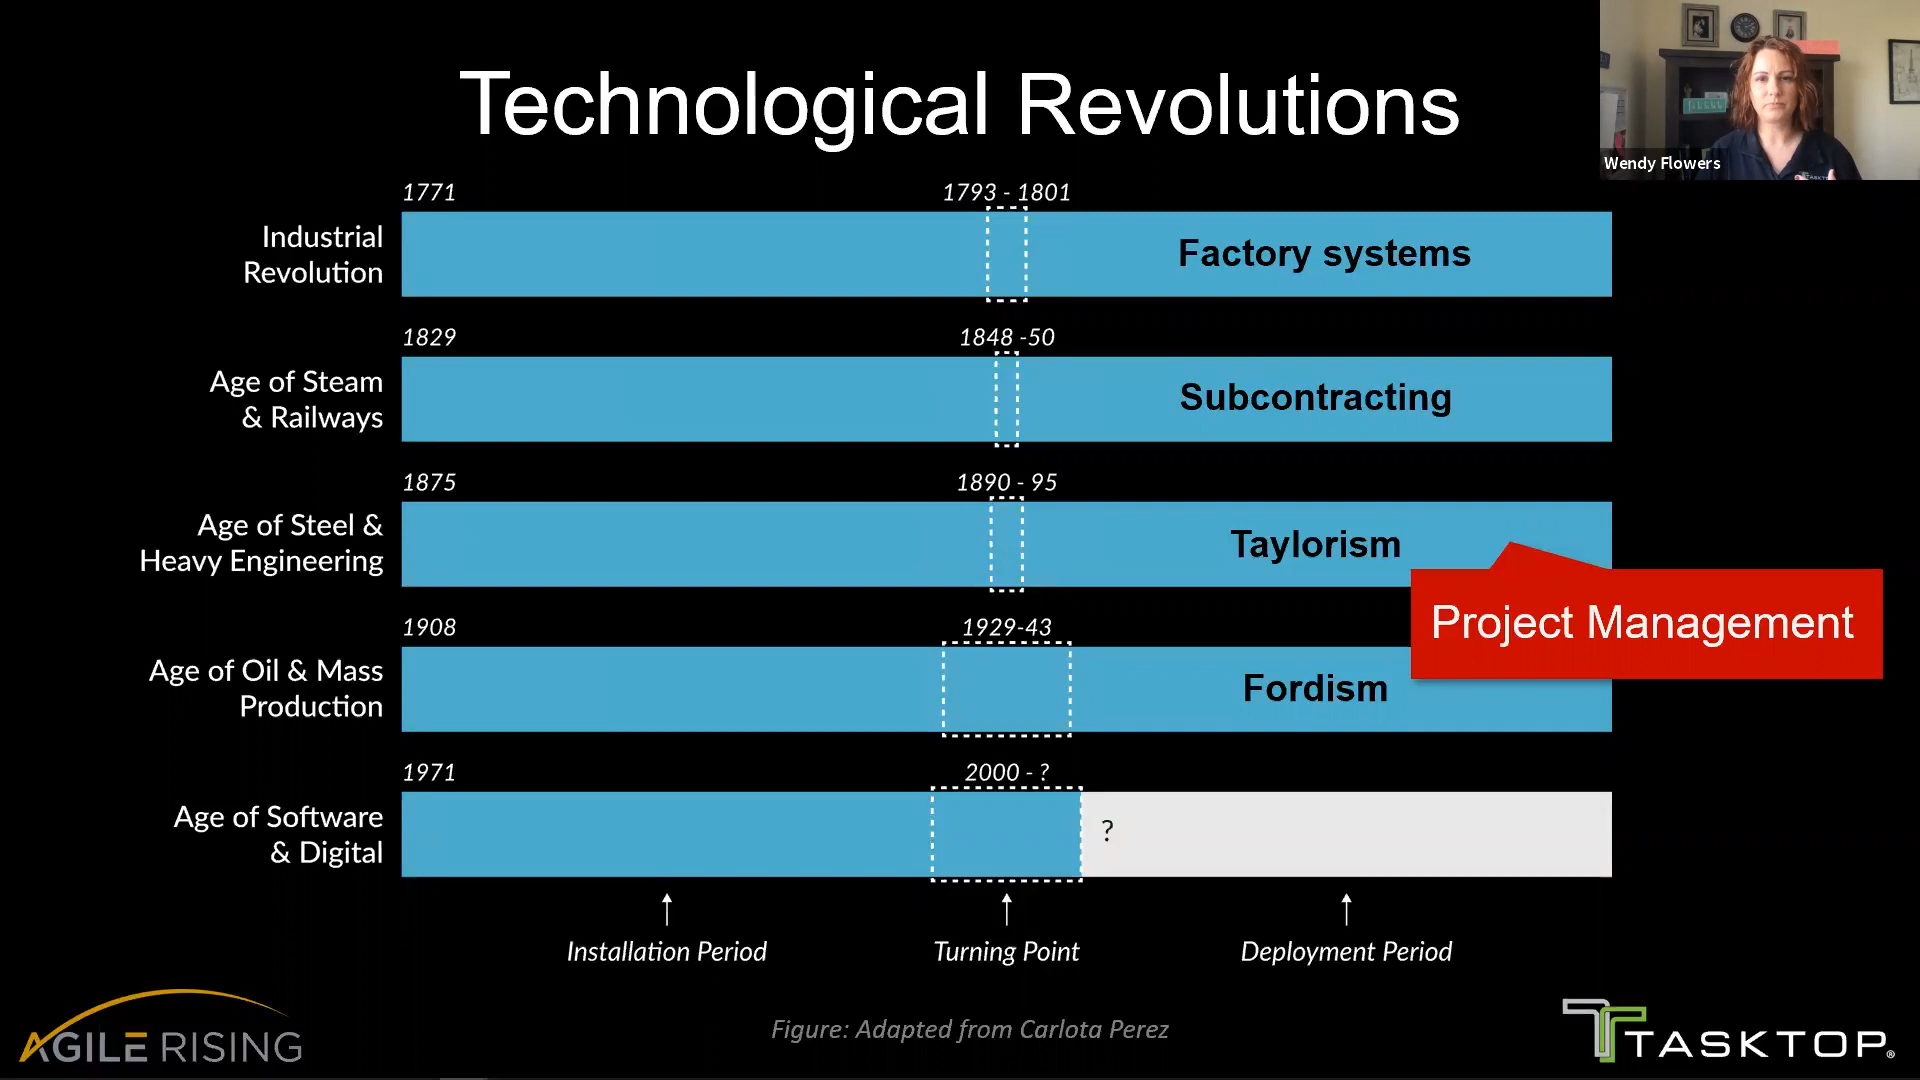 Technological Revolutions
Wendy Flowers
TASKTOP
1771
1793 - 1801
Industrial
Revolution
Factory systems
1829
1848 -50
Age of Steam
& Railways
Subcontracting
1875
1890 - 95
Age of Steel &
Heavy Engineering
Taylorism
Project Management
1908
1929-43
Age of Oil & Mass
Production
Fordism
1971
2000 - ?
Age of Software
& Digital
?
Installation Period
Turning Point
Deployment Period
Figure: Adapted from Carlota Perez
AGILE RISING
TASKTOP®